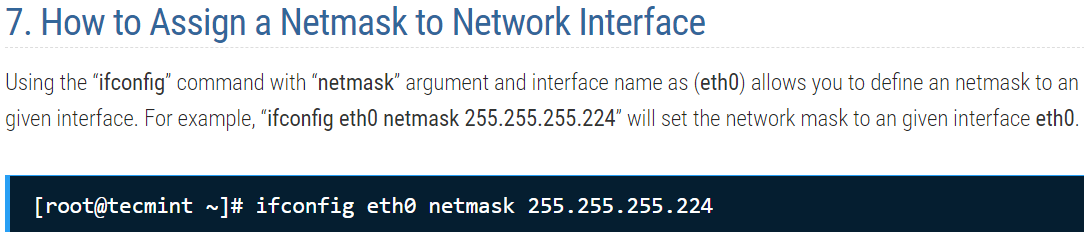 7. How to Assign a Netmask to Network Interface
Using the “ifconfig” command with “netmask” argument and interface name as (eth0) allows you to define an netmask to an
given interface. For example, “ifconfig eth0 netmask 255.255.255.224” will set the network mask to an given interface eth0.
[root@tecmint ~]# ifconfig eth0 netmask 255.255.255.224